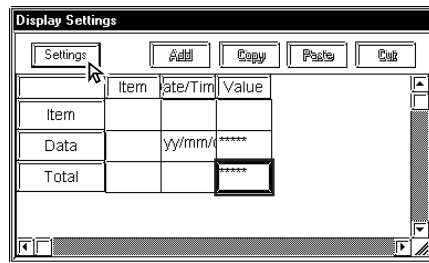 Display Settings
Settings Add Copy Paste Cut
Item ate/Tim Value
Item
Data yy/mm/ *****
Total *****